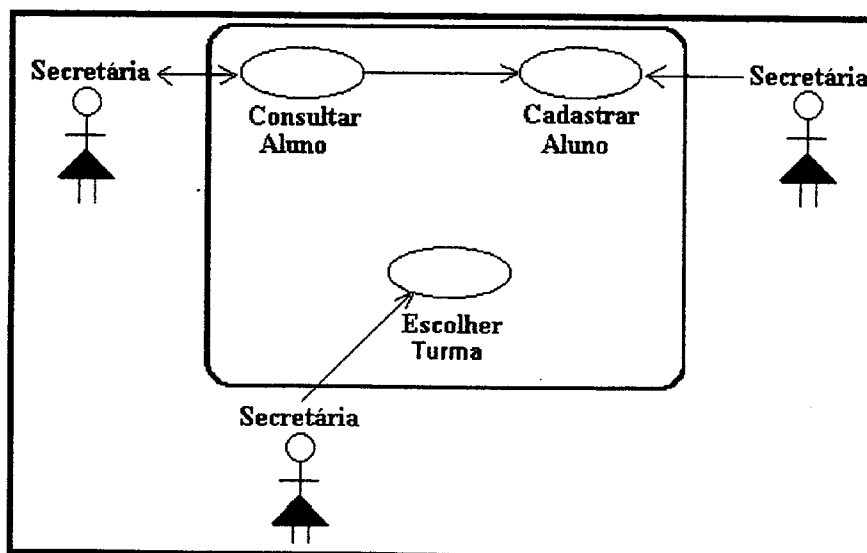 Secretária
Consultar
Aluno
Cadastrar
Aluno
Secretária
Escolher
Turma
Secretária